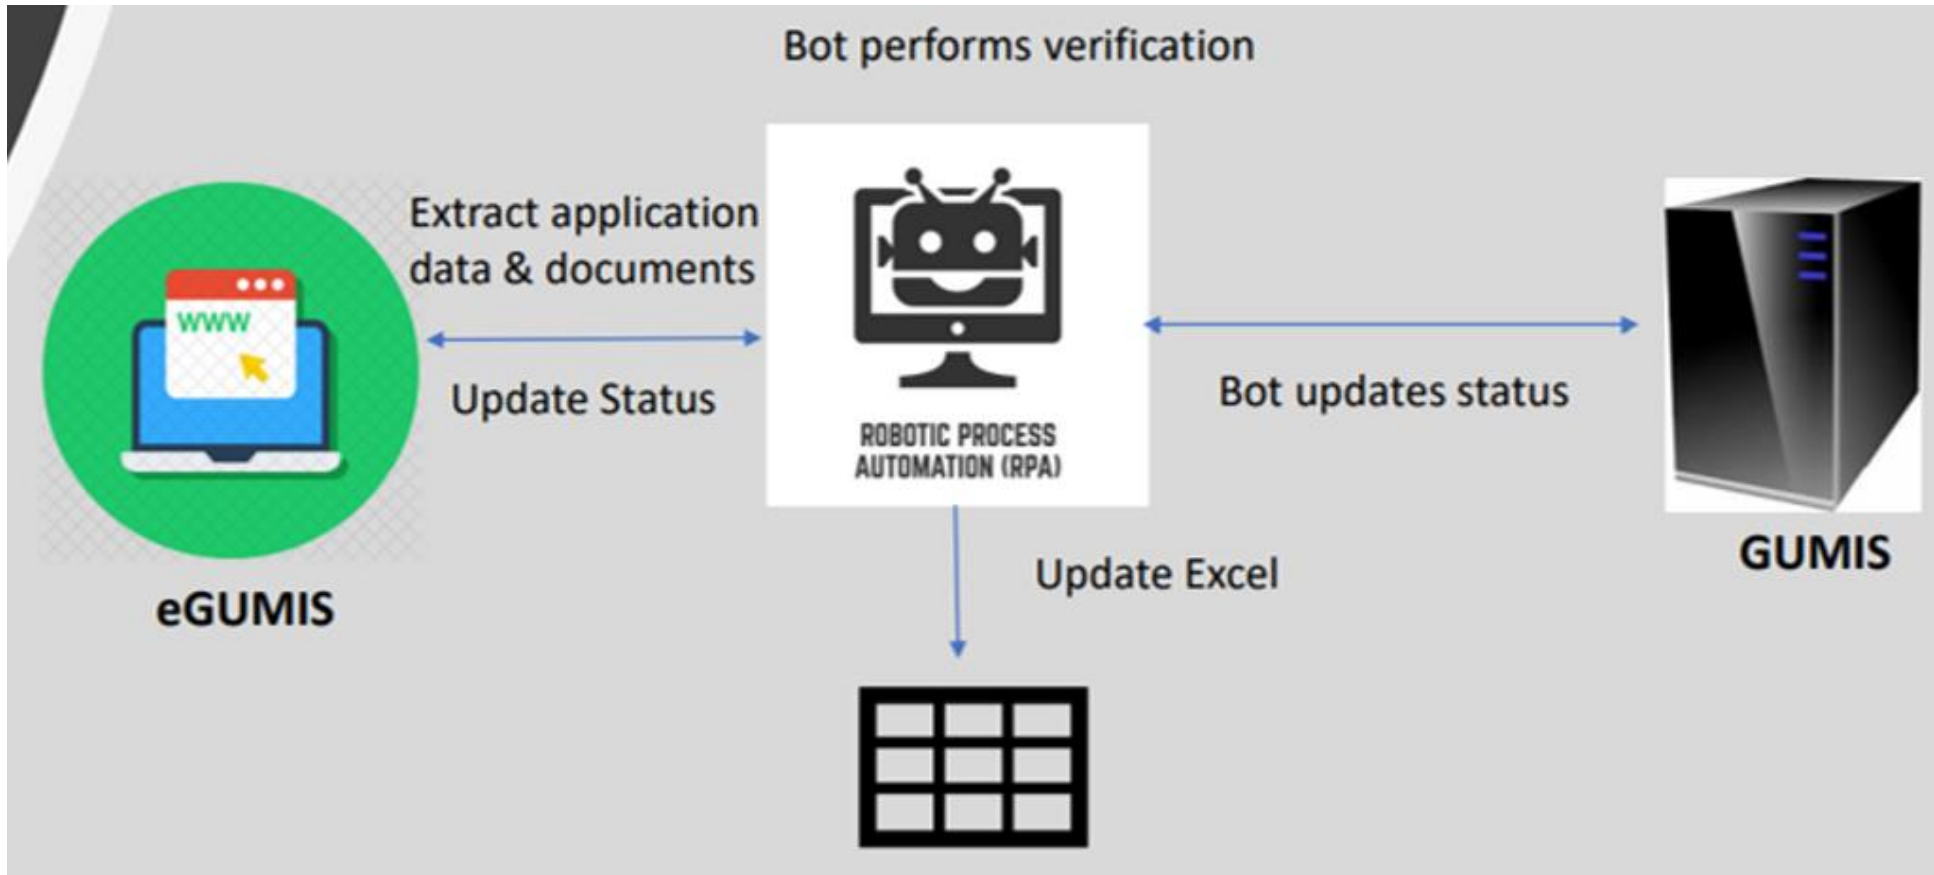 Bot performs verification
Extract application
data & documents
WWW
Update Status
ROBOTIC PROCESS
AUTOMATION (RPA)
Bot updates status
GUMIS
Update Excel
eGUMIS